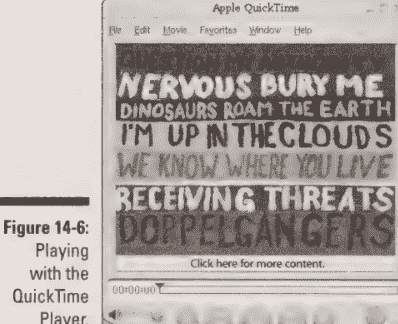 Apple QuickTime
File Edit Movie Favorites Window Help
NERVOUS BURY ME
DINOSAURS ROAM THE EARTH
I'M UP IN THE CLOUDS
WE KNOW WHERE YOU LIVE
RECEIVING THREATS
DOPPELGANGERS
Click here for more content.
00:00:00
Figure 14-6:
Playing
with the
QuickTime
Player.